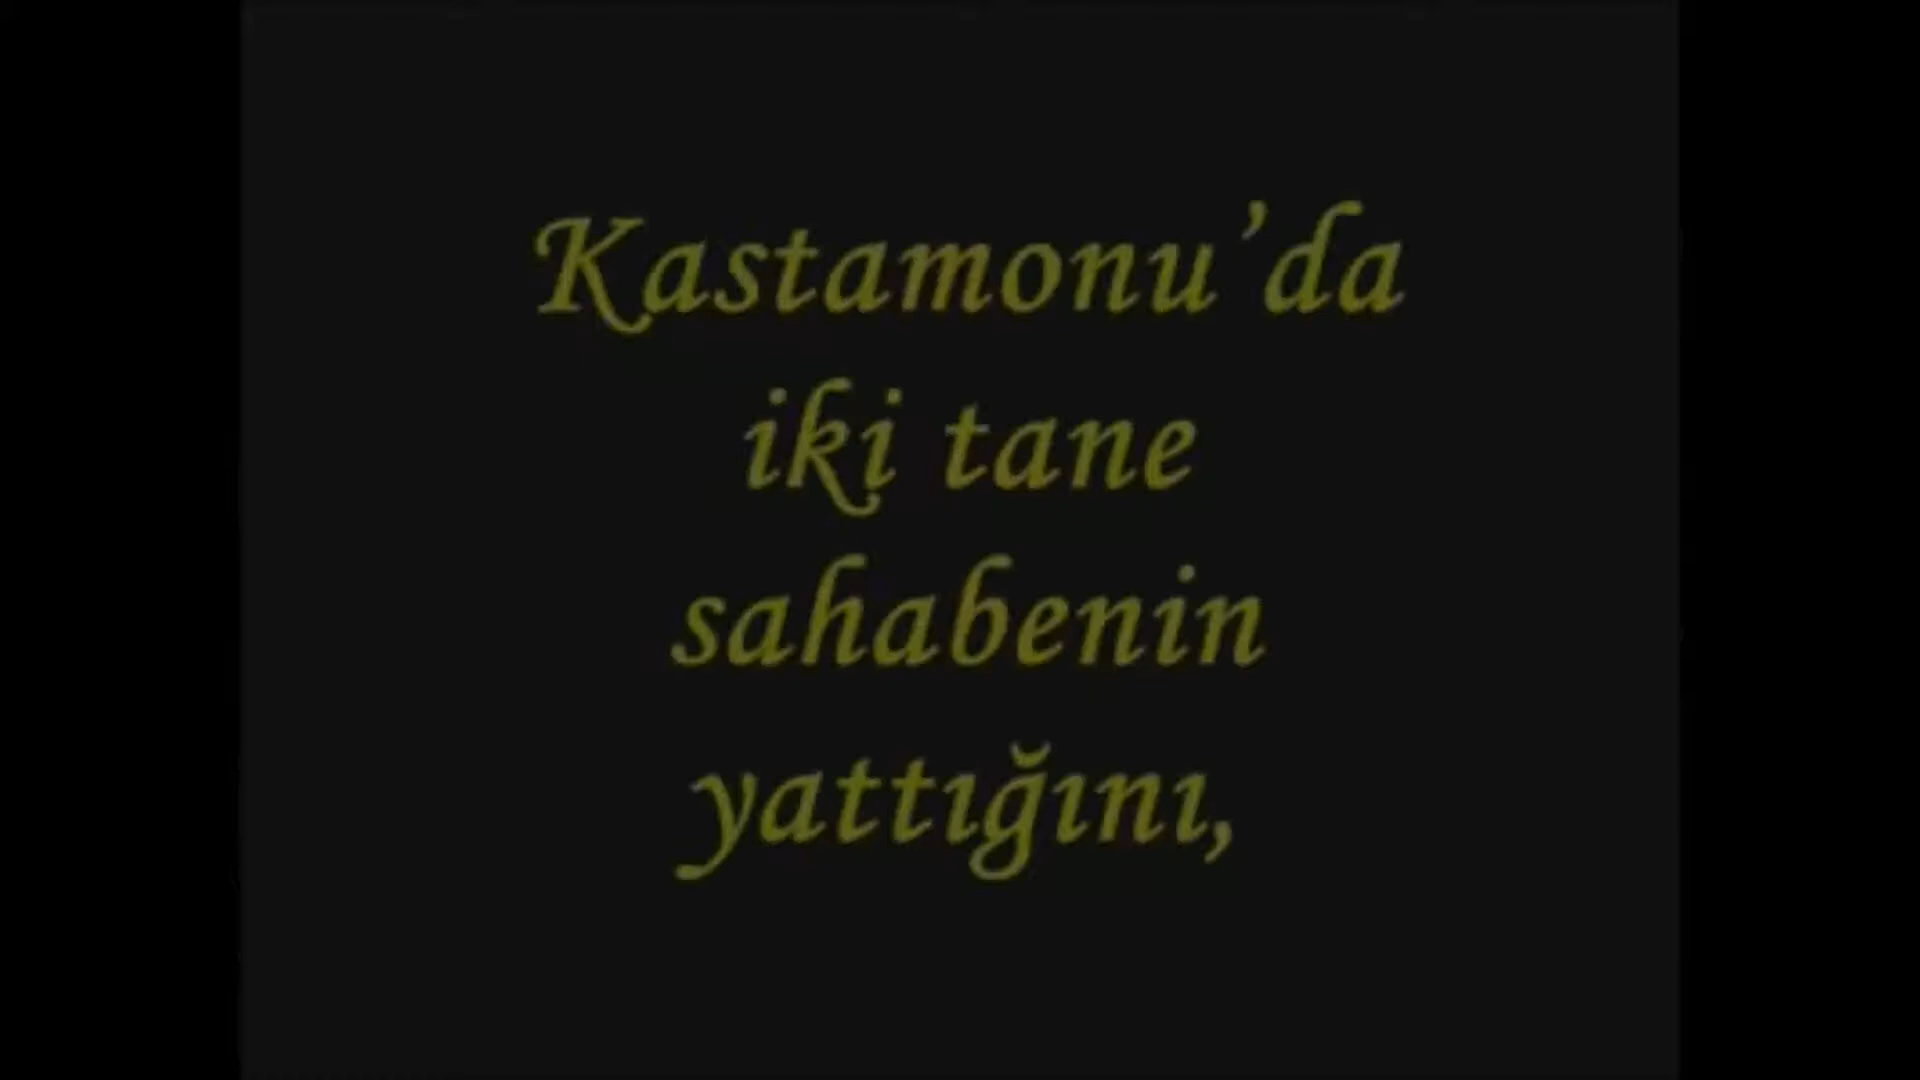 Kastamonu’da
iki tane
sahabenin
yattığını,